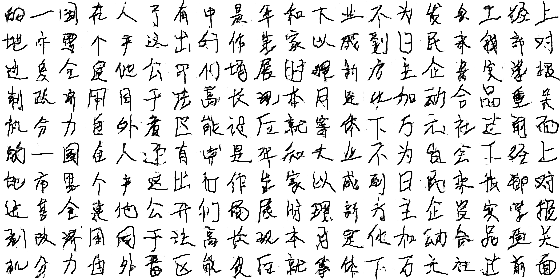 的一国在人了有中是年和大业不为发会工经上
地市要个产这出行作生家以成到日民来我部对
进多全建他公开们场展时理新方主企资实学报
制改济用同于法高长现本月定化加动合品重关
机分力自外者区能设后就等体下万元社过前面
的一国在人了有中是年和大业不为发会工经上
地市要个产这出行作生家以成到日民来我部对
进多全建他公开们场展时理新方主企资实学报
制改济用同于法高长现本月定化加动合品重关
机分力自外者区能设后就等体下万元社过前面